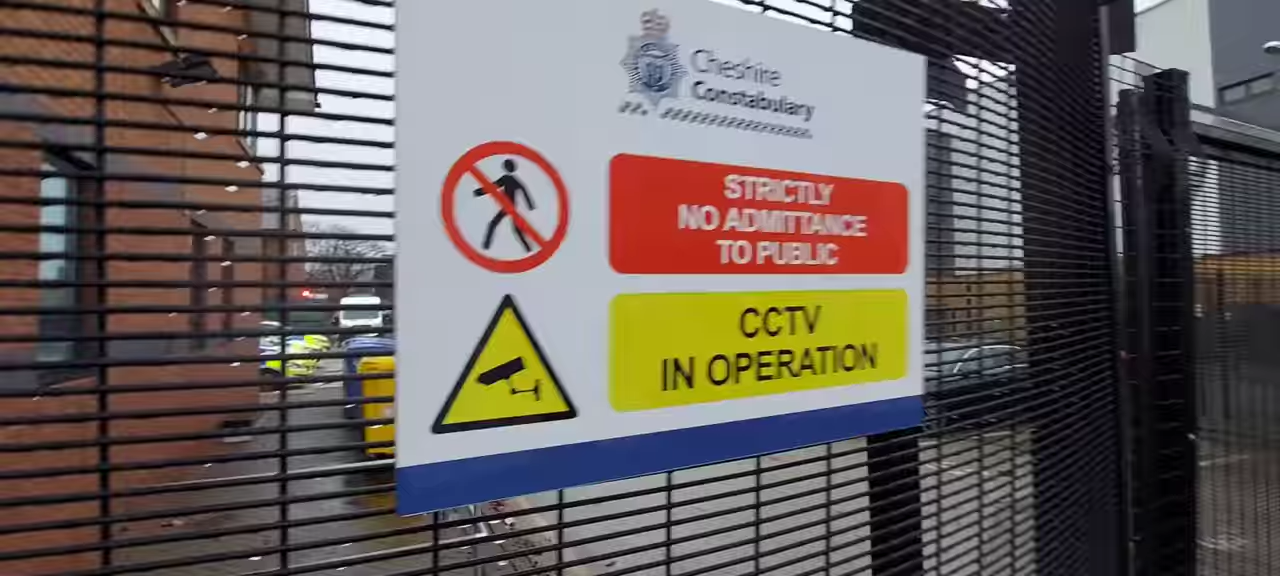 Cheshire
Constabulary
STRICTLY
NO ADMITTANCE
TO PUBLIC
CCTV
IN OPERATION